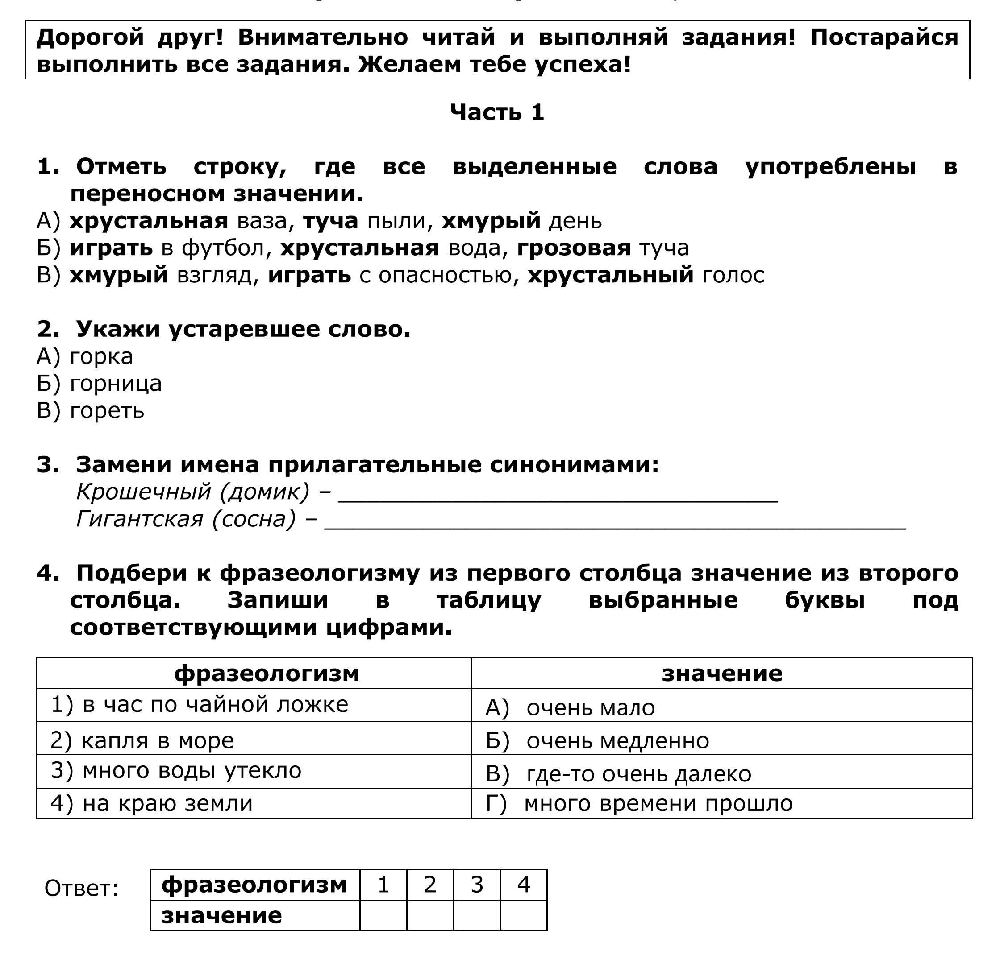 Дорогой друг! Внимательно читай и выполняй задания! Постарайся
выполнить все задания. Желаем тебе успеха!
Часть 1
1. Отметь строку, где все выделенные слова употреблены в
переносном значении.
А) хрустальная ваза, туча пыли, хмурый день
Б) играть в футбол, хрустальная вода, грозовая туча
В) хмурый взгляд, играть с опасностью, хрустальный голос
2. Укажи устаревшее слово.
А) горка
Б) горница
В) гореть
3. Замени имена прилагательные синонимами:
Крошечный (домик) – _______________________________
Гигантская (сосна) – _________________________________________
4. Подбери к фразеологизму из первого столбца значение из второго
столбца. Запиши в таблицу выбранные буквы под
соответствующими цифрами.
фразеологизм значение
1) в час по чайной ложке А) очень мало
2) капля в море Б) очень медленно
3) много воды утекло В) где-то очень далеко
4) на краю земли Г) много времени прошло
Ответ: фразеологизм 1 2 3 4
значение